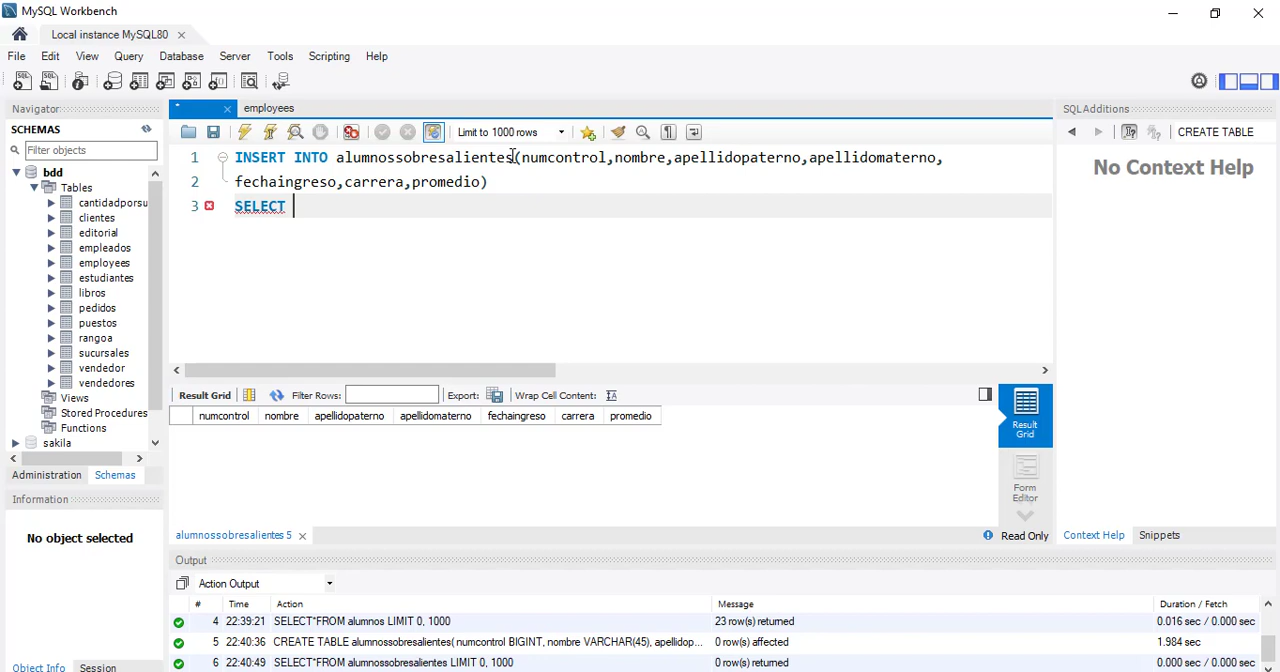 MySQL Workbench
Local instance MySQL80
File Edit View Query Database Server Tools Scripting Help
Navigator
SCHEMAS
Filter objects
bdd
Tables
cantidadporsu
clientes
editorial
empleados
employees
estudiantes
libros
pedidos
puestos
rangoa
sucursales
vendedor
vendedores
Views
Stored Procedures
Functions
sakila
Administration Schemas
Information
No object selected
Object Info Session
employees
Limit to 1000 rows
1 INSERT INTO alumnossobresalientes(numcontrol,nombre,apellidopaterno,apellidomaterno,
2 fechaingreso,carrera,promedio)
3 SELECT
Result Grid Filter Rows: Export: Wrap Cell Content:
numcontrol nombre apellidopaterno apellidomaterno fechaingreso carrera promedio
Result Grid
Form Editor
alumnossobresalientes 5
Read Only
SQLAdditions
CREATE TABLE
No Context Help
Context Help Snippets
Output
Action Output
# Time Action Message Duration / Fetch
4 22:39:21 SELECT*FROM alumnos LIMIT 0, 1000 23 row(s) returned 0.016 sec / 0.000 sec
5 22:40:36 CREATE TABLE alumnossobresalientes( numcontrol BIGINT, nombre VARCHAR(45), apellidop... 0 row(s) affected 1.984 sec
6 22:40:49 SELECT*FROM alumnossobresalientes LIMIT 0, 1000 0 row(s) returned 0.000 sec / 0.000 sec